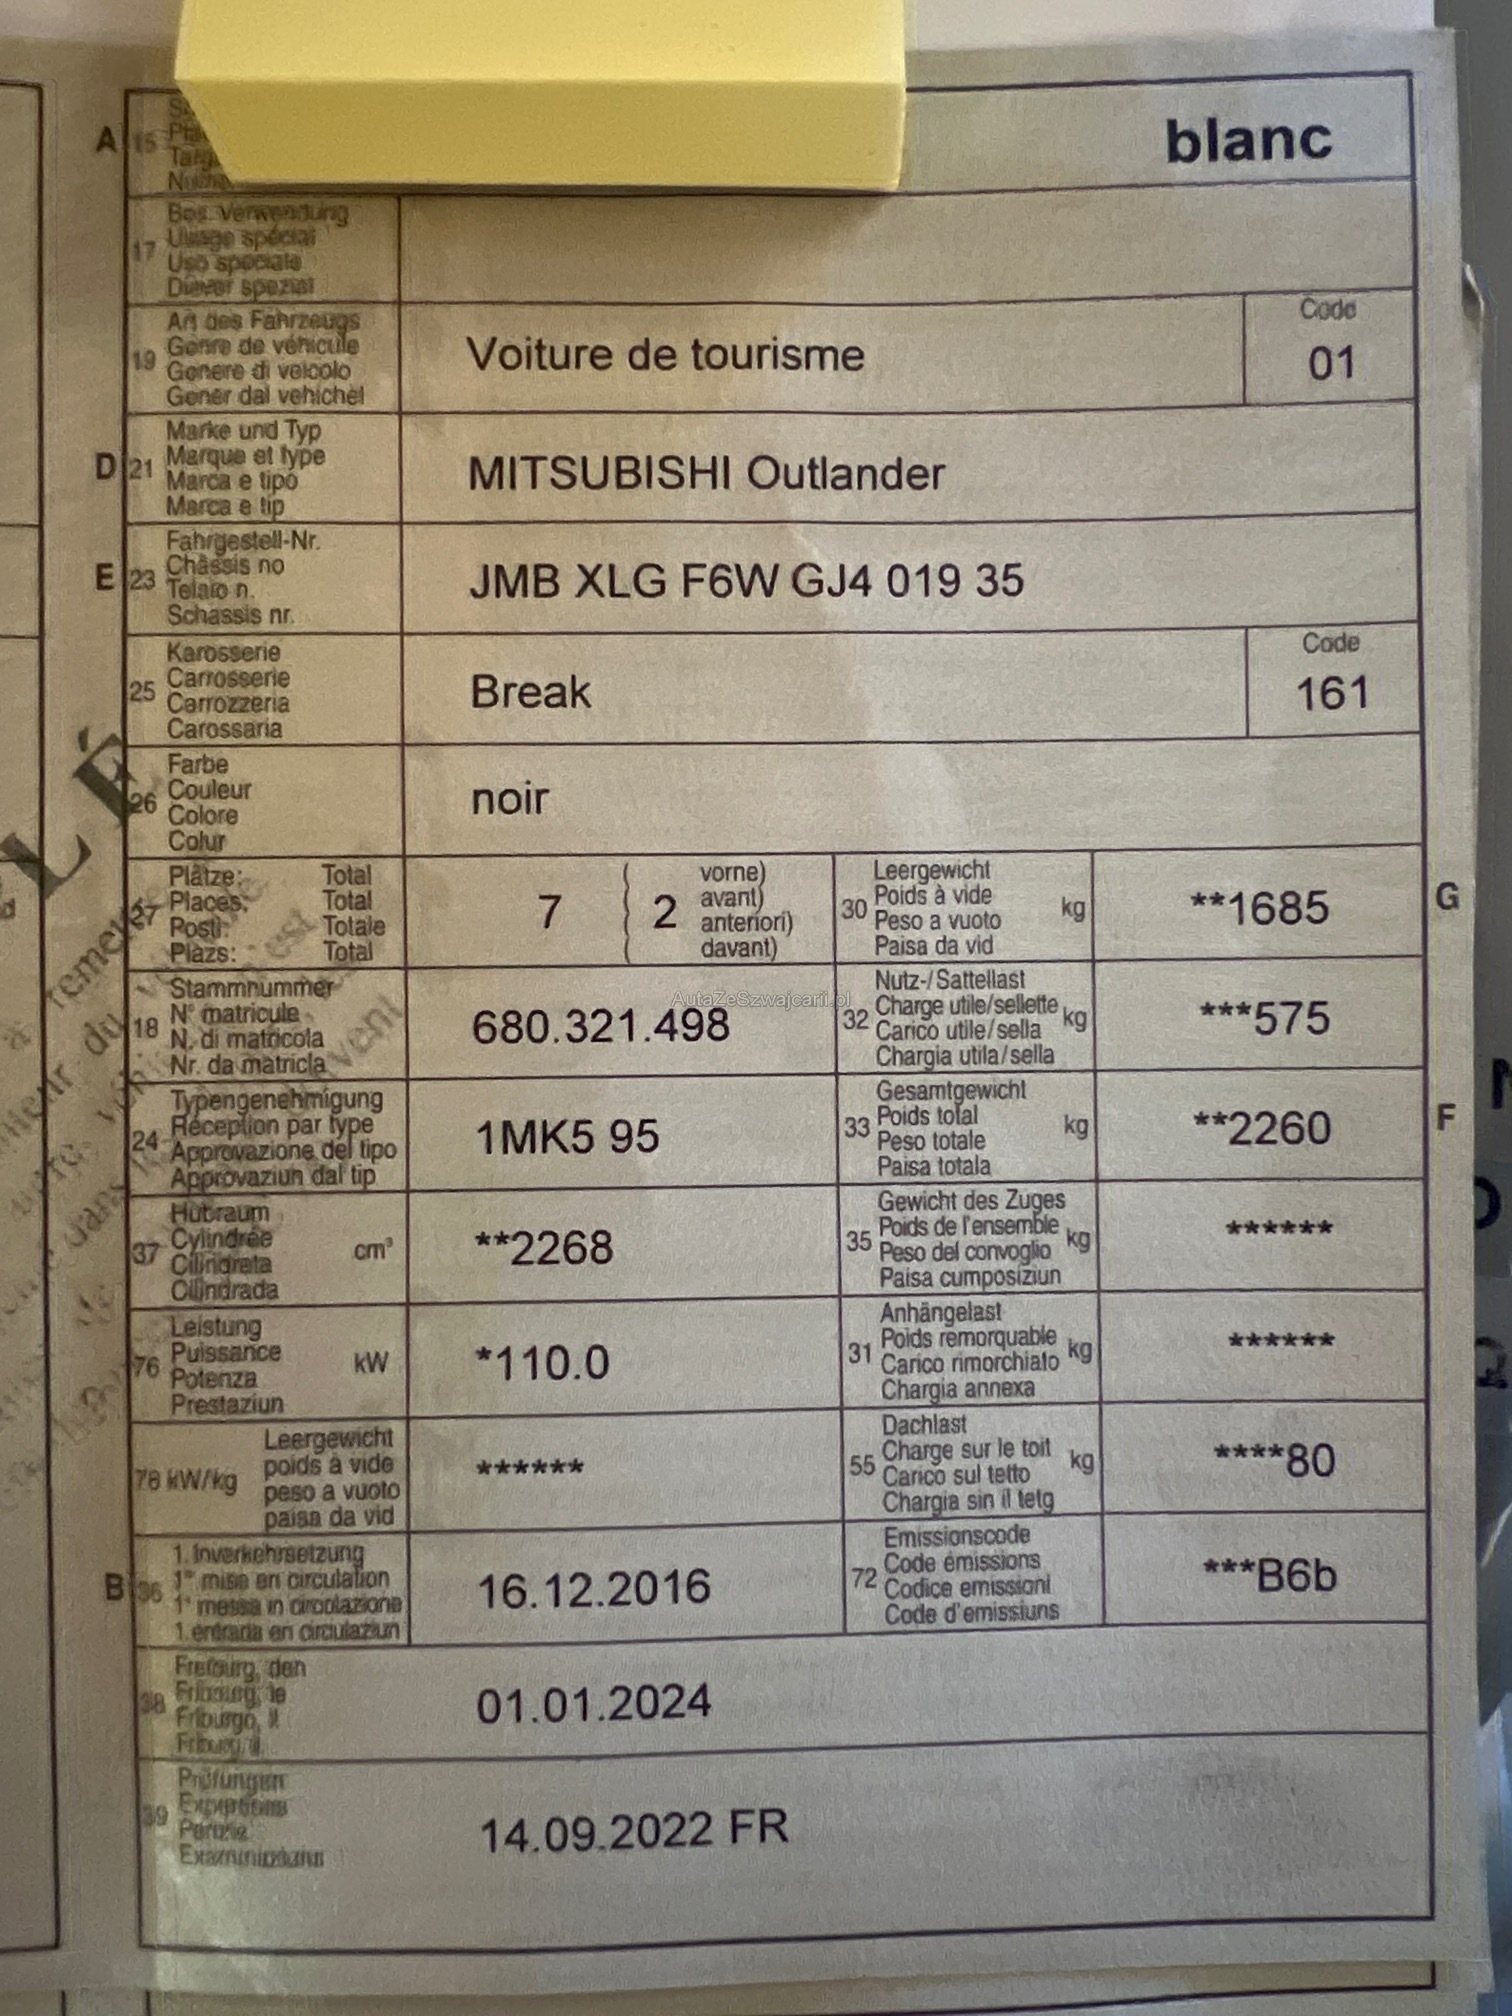 A 15
blanc
17 Bes. Verwendung
Usage spécial
Uso speciale
Diever spezial
19 Art des Fahrzeugs
Genre de véhicule
Genere di veicolo
Gener dal vehichel
Voiture de tourisme
Code
01
D 21 Marke und Typ
Marque et type
Marca e tipo
Marca e tip
MITSUBISHI Outlander
E 23 Fahrgestell-Nr.
Châssis no
Telaio n.
Schassis nr.
JMB XLG F6W GJ4 019 35
25 Karosserie
Carrosserie
Carrozzeria
Carossaria
Break
Code
161
26 Farbe
Couleur
Colore
Colur
noir
27 Plätze: Total
Places: Total
Posti: Totale
Plazs: Total
7 ( 2 vorne)
avant)
anteriori)
davant)
30 Leergewicht
Poids à vide
Peso a vuoto
Paisa da vid
kg
**1685
G
18 Stammnummer
N° matricule
N. di matricola
Nr. da matricla
680.321.498
32 Nutz-/Sattellast
Charge utile/sellette
Carico utile/sella
Chargia utila/sella
kg
***575
AutaZeSzwajcarii.pl
24 Typengenehmigung
Réception par type
Approvazione del tipo
Approvaziun dal tip
1MK5 95
33 Gesamtgewicht
Poids total
Peso totale
Paisa totala
kg
**2260
F
37 Hubraum
Cylindrée
Cilindrata
Cilindrada
cm³
**2268
35 Gewicht des Zuges
Poids de l'ensemble
Peso del convoglio
Paisa cumposiziun
kg
******
76 Leistung
Puissance
Potenza
Prestaziun
kW
*110.0
31 Anhängelast
Poids remorquable
Carico rimorchiato
Chargia annexa
kg
******
78 kW/kg Leergewicht
poids à vide
peso a vuoto
paisa da vid
******
55 Dachlast
Charge sur le toit
Carico sul tetto
Chargia sin il tetg
kg
****80
B 36 1. Inverkehrsetzung
1re mise en circulation
1a messa in circolazione
1. entrada en circulaziun
16.12.2016
72 Emissionscode
Code émissions
Codice emissioni
Code d'emissiuns
***B6b
38 Freiburg, den
Fribourg, le
Friburgo, il
Friburg, il
01.01.2024
39 Prüfungen
Expertises
Perizie
Examinaziuns
14.09.2022 FR
LÉ